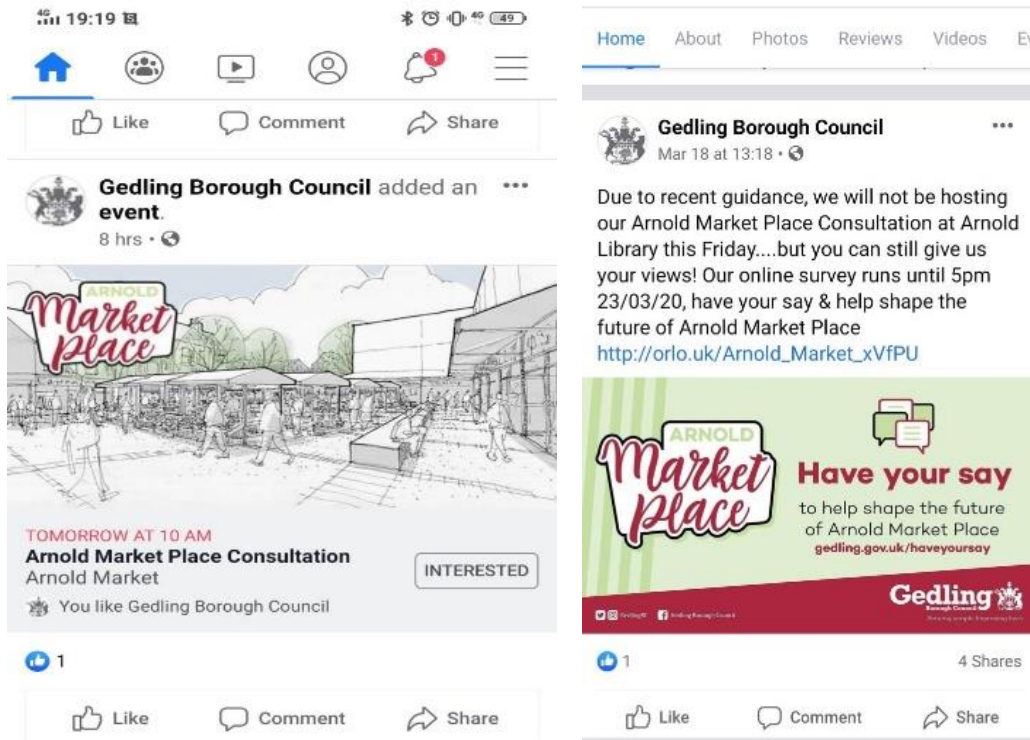 4G 19:19
4G 49
1
Like Comment Share
Gedling Borough Council added an
event.
8 hrs •
ARNOLD
Market
Place
TOMORROW AT 10 AM
Arnold Market Place Consultation
Arnold Market
INTERESTED
You like Gedling Borough Council
1
Like Comment Share
Home About Photos Reviews Videos Ev
Gedling Borough Council
Mar 18 at 13:18 •
Due to recent guidance, we will not be hosting
our Arnold Market Place Consultation at Arnold
Library this Friday....but you can still give us
your views! Our online survey runs until 5pm
23/03/20, have your say & help shape the
future of Arnold Market Place
http://orlo.uk/Arnold_Market_xVfPU
ARNOLD
Market
Place
Have your say
to help shape the future
of Arnold Market Place
gedling.gov.uk/haveyoursay
Gedling
Borough Council
1
4 Shares
Like Comment Share